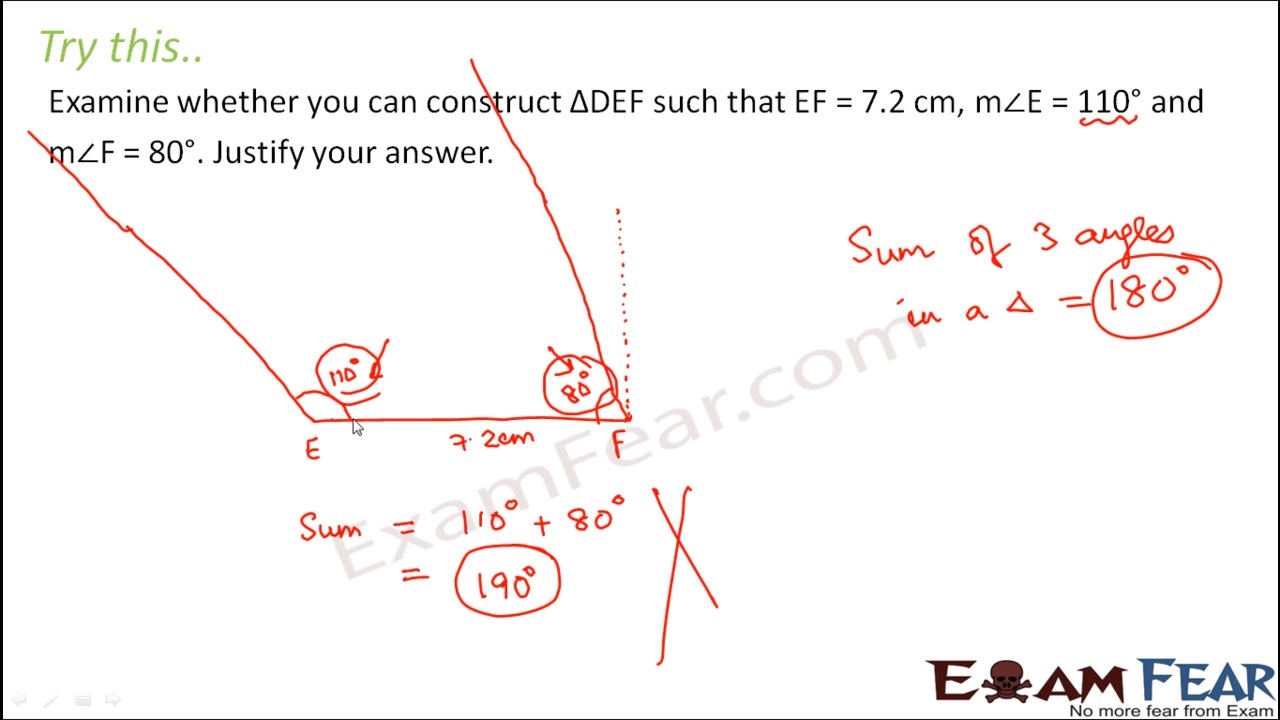 Try this..
Examine whether you can construct ΔDEF such that EF = 7.2 cm, m∠E = 110° and
m∠F = 80°. Justify your answer.
Sum of 3 angles
in a Δ = 180°
110°
80°
E
7.2cm
F
Sum = 110° + 80°
= 190°
ExamFear.com
EXAM FEAR
No more fear from Exam